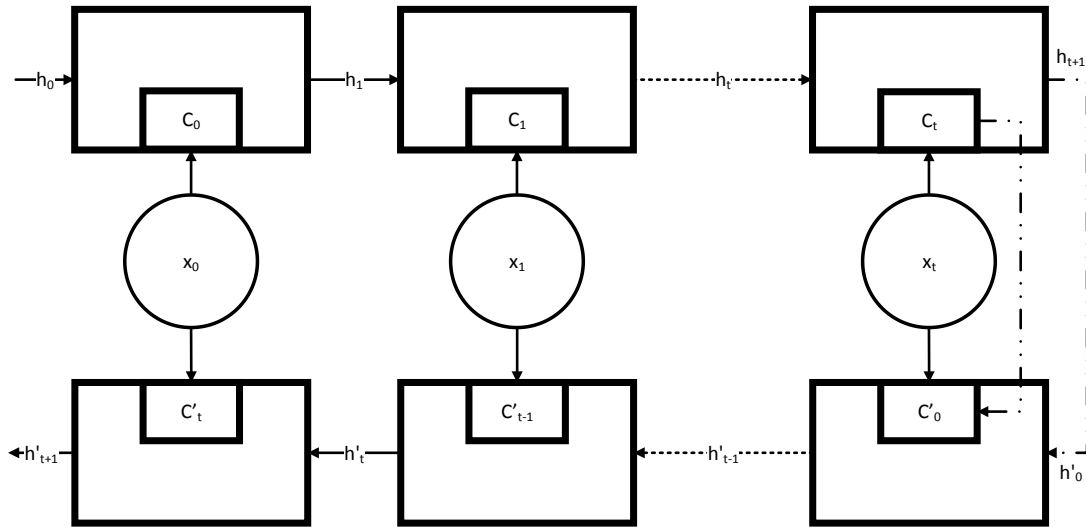 h₀ h₁ hₜ hₜ₊₁
C₀ C₁ Cₜ
x₀ x₁ xₜ
C'ₜ C'ₜ₋₁ C'₀
h'ₜ₊₁ h'ₜ h'ₜ₋₁ h'₀